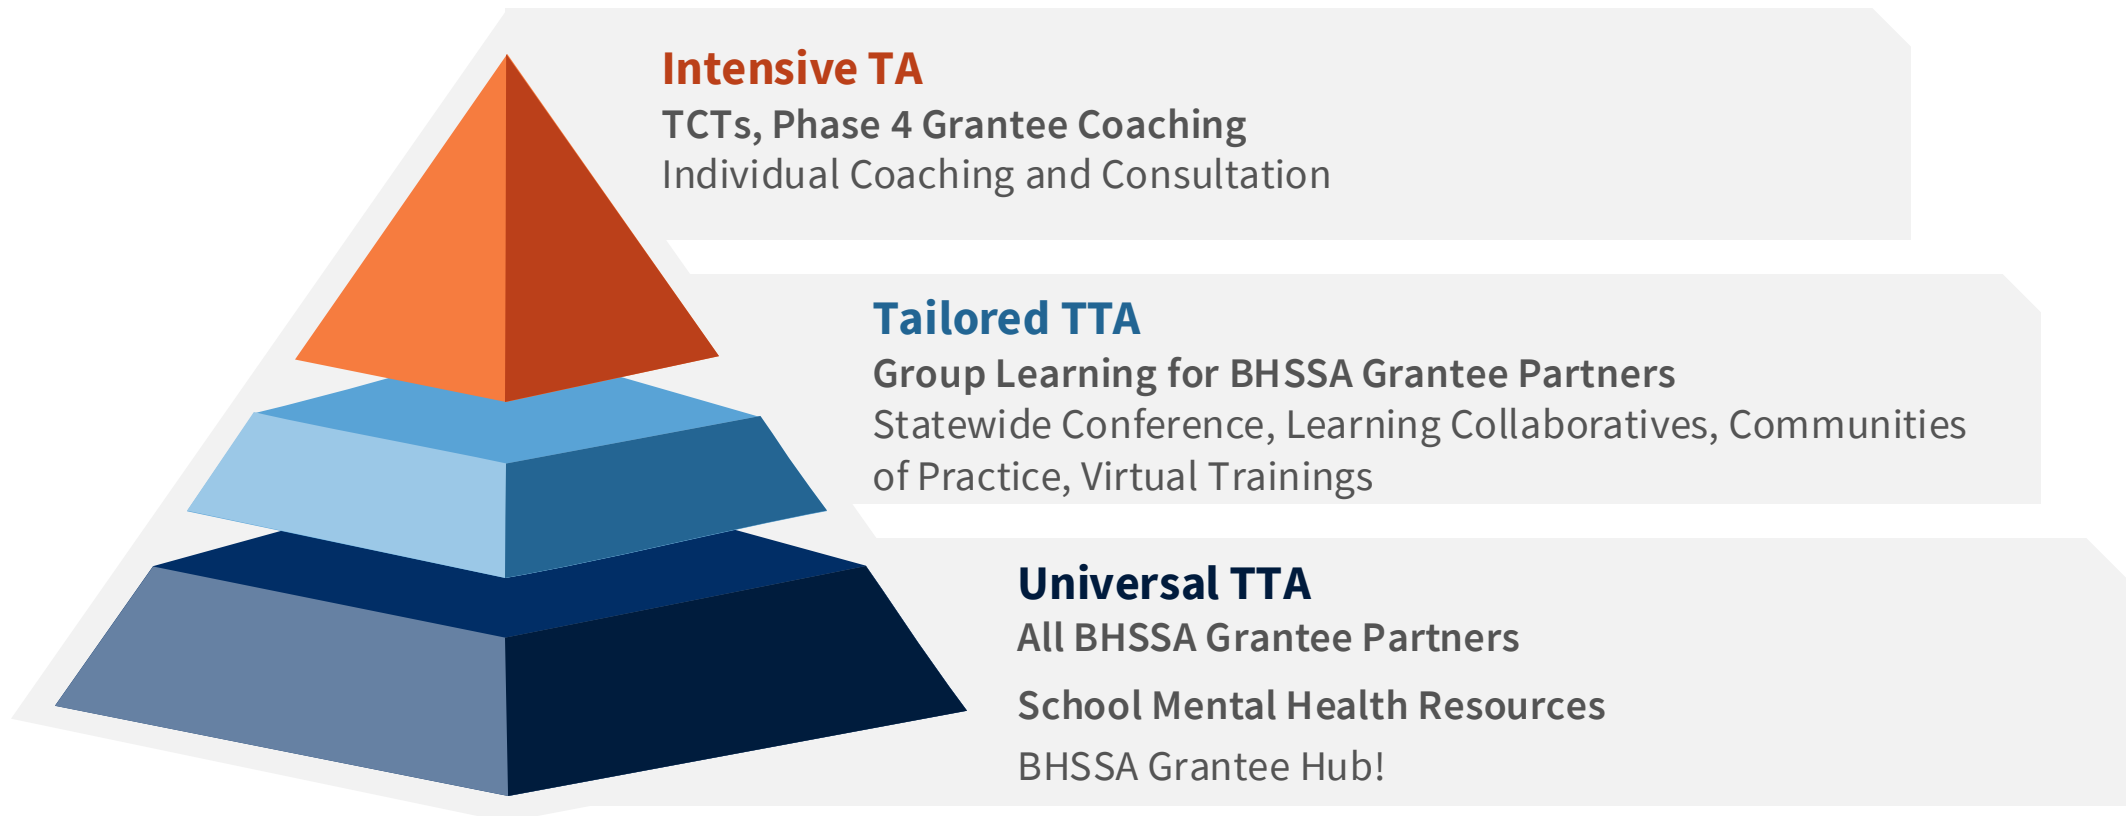 Intensive TA
TCTs, Phase 4 Grantee Coaching
Individual Coaching and Consultation
Tailored TTA
Group Learning for BHSSA Grantee Partners
Statewide Conference, Learning Collaboratives, Communities
of Practice, Virtual Trainings
Universal TTA
All BHSSA Grantee Partners
School Mental Health Resources
BHSSA Grantee Hub!